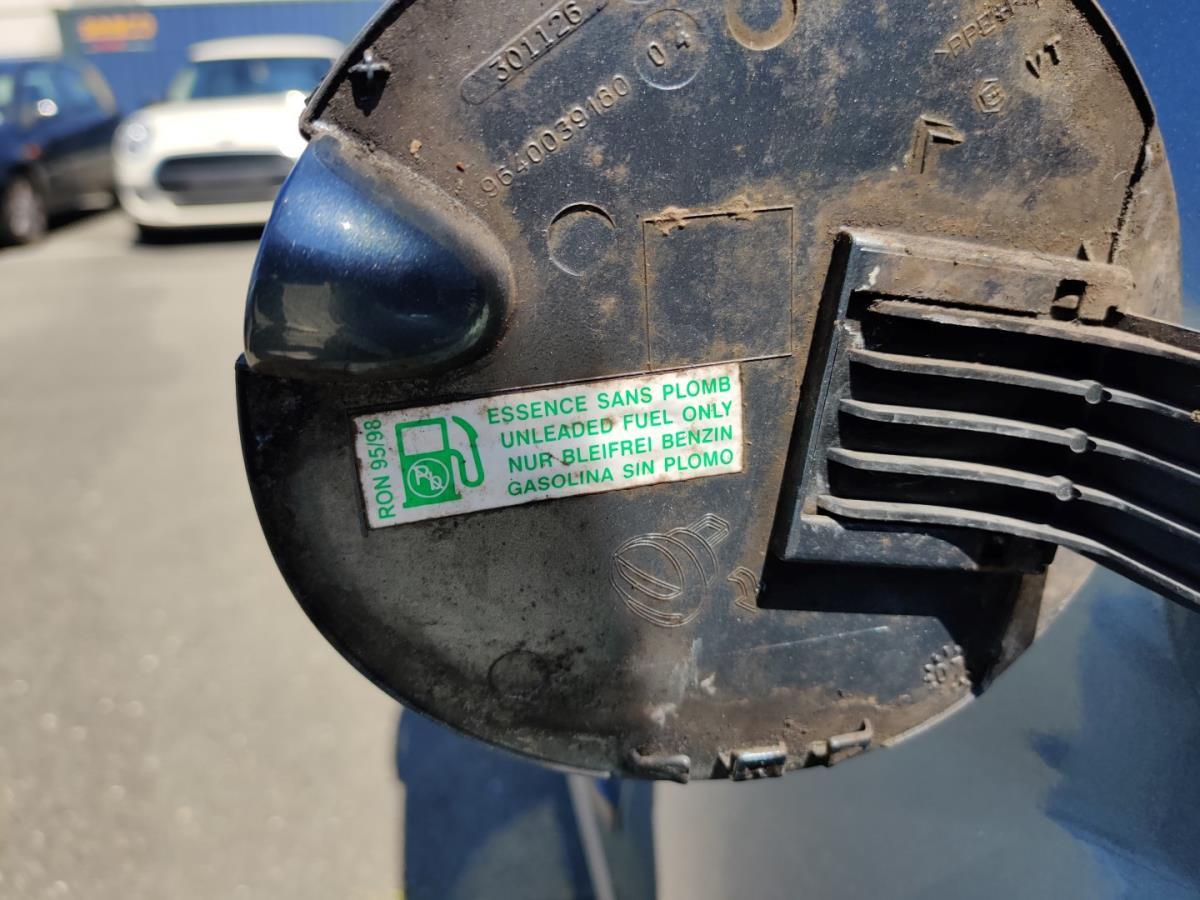 301126
04
9640039180
VT
RON 95/98
ESSENCE SANS PLOMB
UNLEADED FUEL ONLY
NUR BLEIFREI BENZIN
GASOLINA SIN PLOMO